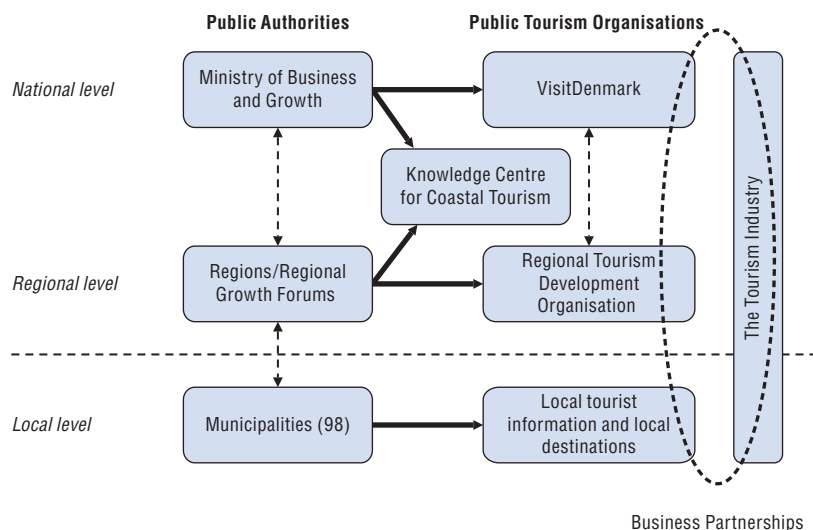 Public Authorities
Public Tourism Organisations
National level
Ministry of Business
and Growth
VisitDenmark
Knowledge Centre
for Coastal Tourism
The Tourism Industry
Regional level
Regions/Regional
Growth Forums
Regional Tourism
Development
Organisation
Local level
Municipalities (98)
Local tourist
information and local
destinations
Business Partnerships